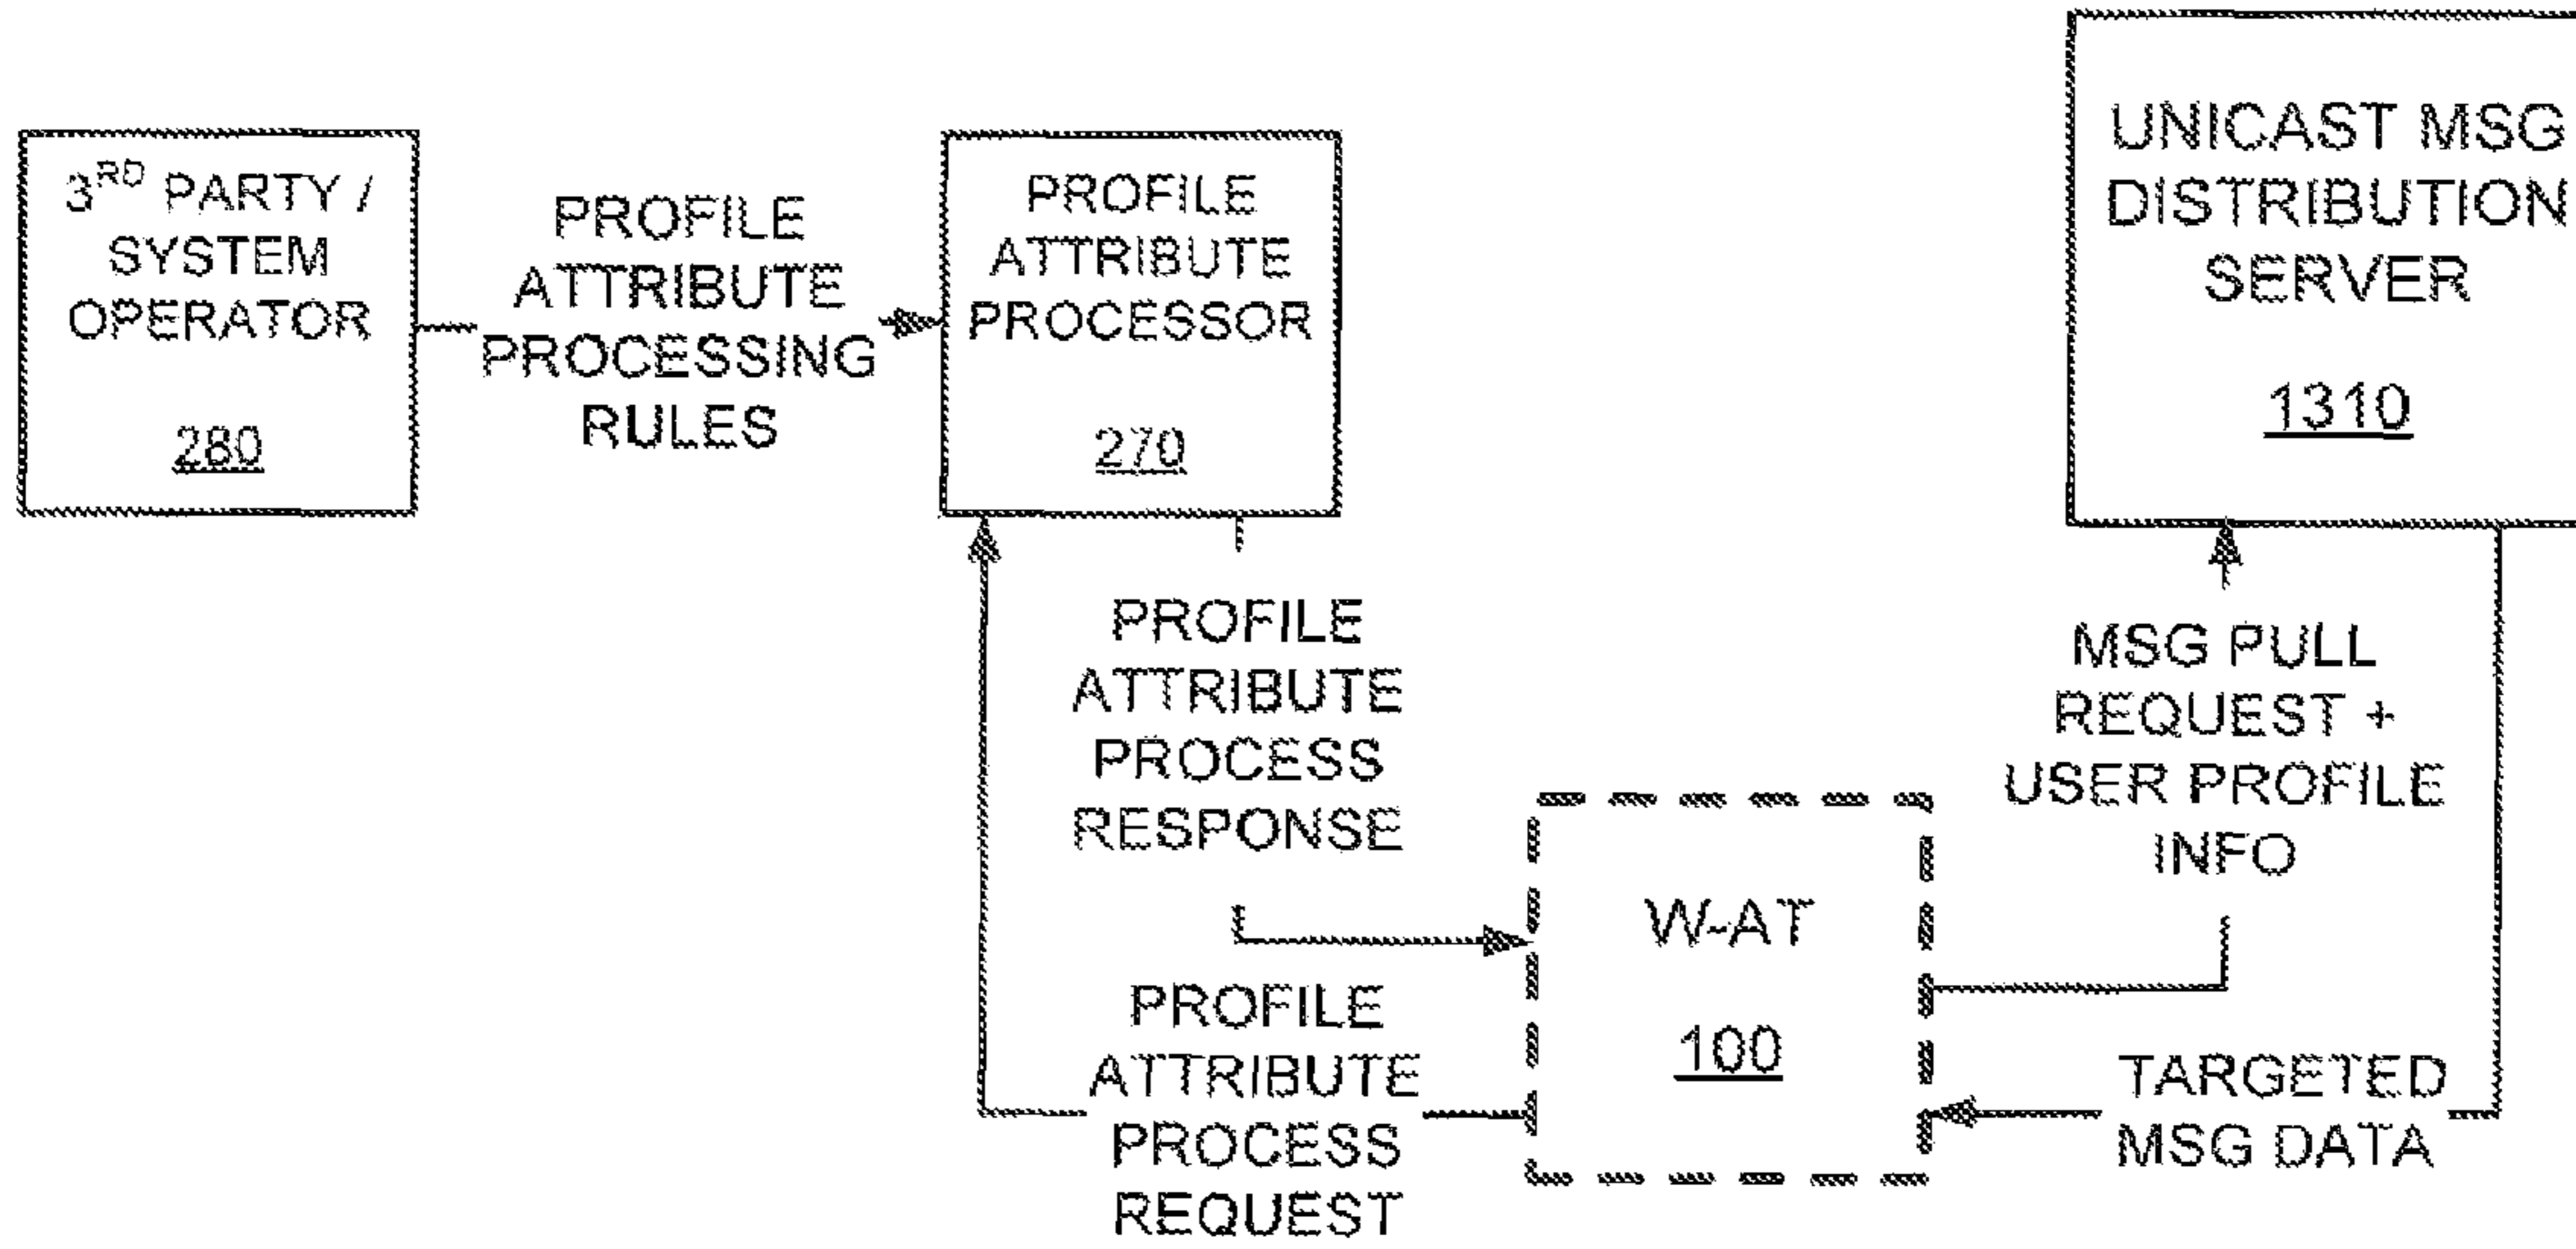 3RD PARTY /
SYSTEM
OPERATOR
280
PROFILE
ATTRIBUTE
PROCESSING
RULES
PROFILE
ATTRIBUTE
PROCESSOR
270
UNICAST MSG
DISTRIBUTION
SERVER
1310
PROFILE
ATTRIBUTE
PROCESS
RESPONSE
MSG PULL
REQUEST +
USER PROFILE
INFO
W-AT
100
PROFILE
ATTRIBUTE
PROCESS
REQUEST
TARGETED
MSG DATA